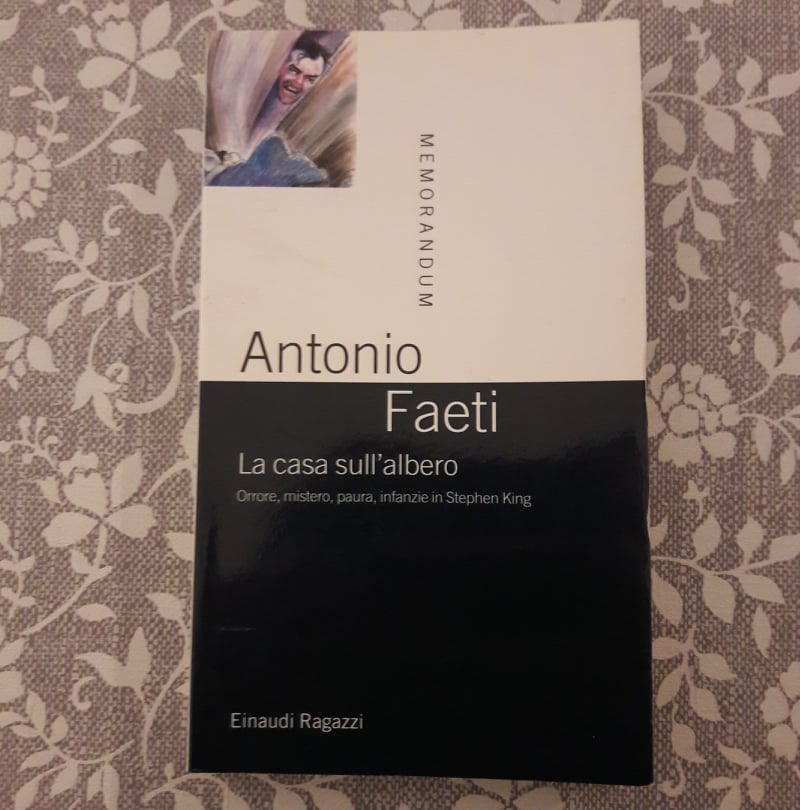 MEMORANDUM
Antonio
Faeti
La casa sull'albero
Orrore, mistero, paura, infanzie in Stephen King
Einaudi Ragazzi